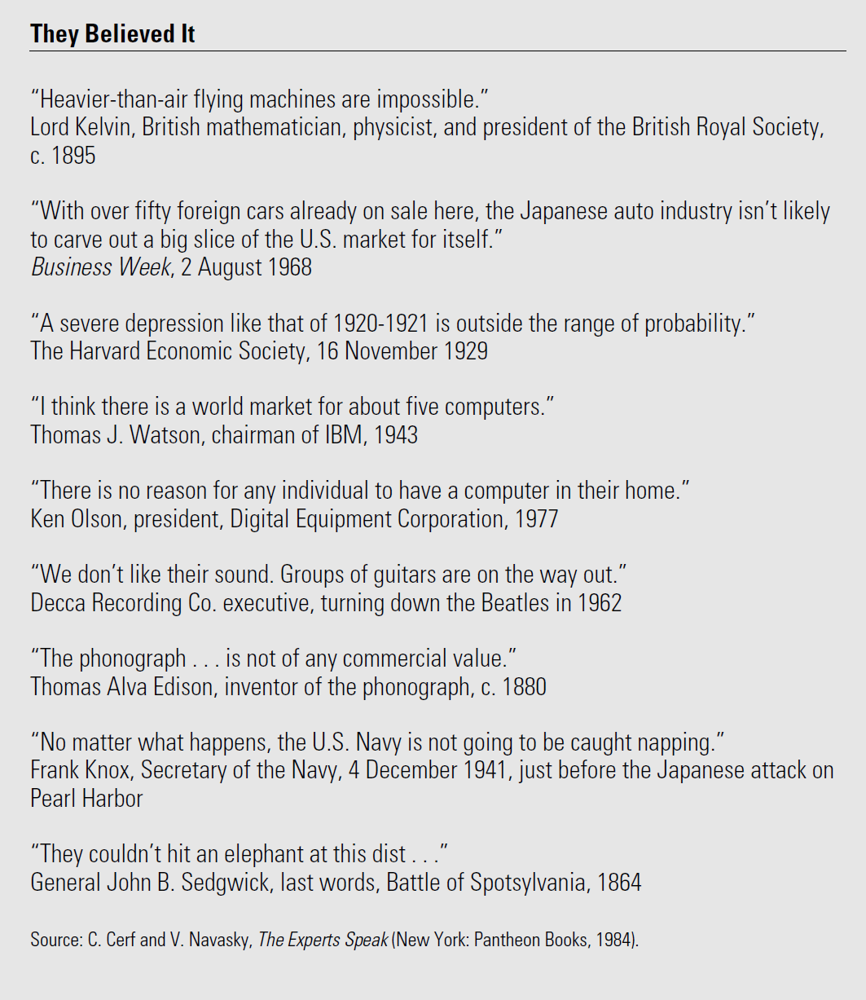 They Believed It
“Heavier-than-air flying machines are impossible.”
Lord Kelvin, British mathematician, physicist, and president of the British Royal Society,
c. 1895
“With over fifty foreign cars already on sale here, the Japanese auto industry isn’t likely
to carve out a big slice of the U.S. market for itself.”
Business Week, 2 August 1968
“A severe depression like that of 1920-1921 is outside the range of probability.”
The Harvard Economic Society, 16 November 1929
“I think there is a world market for about five computers.”
Thomas J. Watson, chairman of IBM, 1943
“There is no reason for any individual to have a computer in their home.”
Ken Olson, president, Digital Equipment Corporation, 1977
“We don’t like their sound. Groups of guitars are on the way out.”
Decca Recording Co. executive, turning down the Beatles in 1962
“The phonograph . . . is not of any commercial value.”
Thomas Alva Edison, inventor of the phonograph, c. 1880
“No matter what happens, the U.S. Navy is not going to be caught napping.”
Frank Knox, Secretary of the Navy, 4 December 1941, just before the Japanese attack on
Pearl Harbor
“They couldn’t hit an elephant at this dist . . .”
General John B. Sedgwick, last words, Battle of Spotsylvania, 1864
Source: C. Cerf and V. Navasky, The Experts Speak (New York: Pantheon Books, 1984).